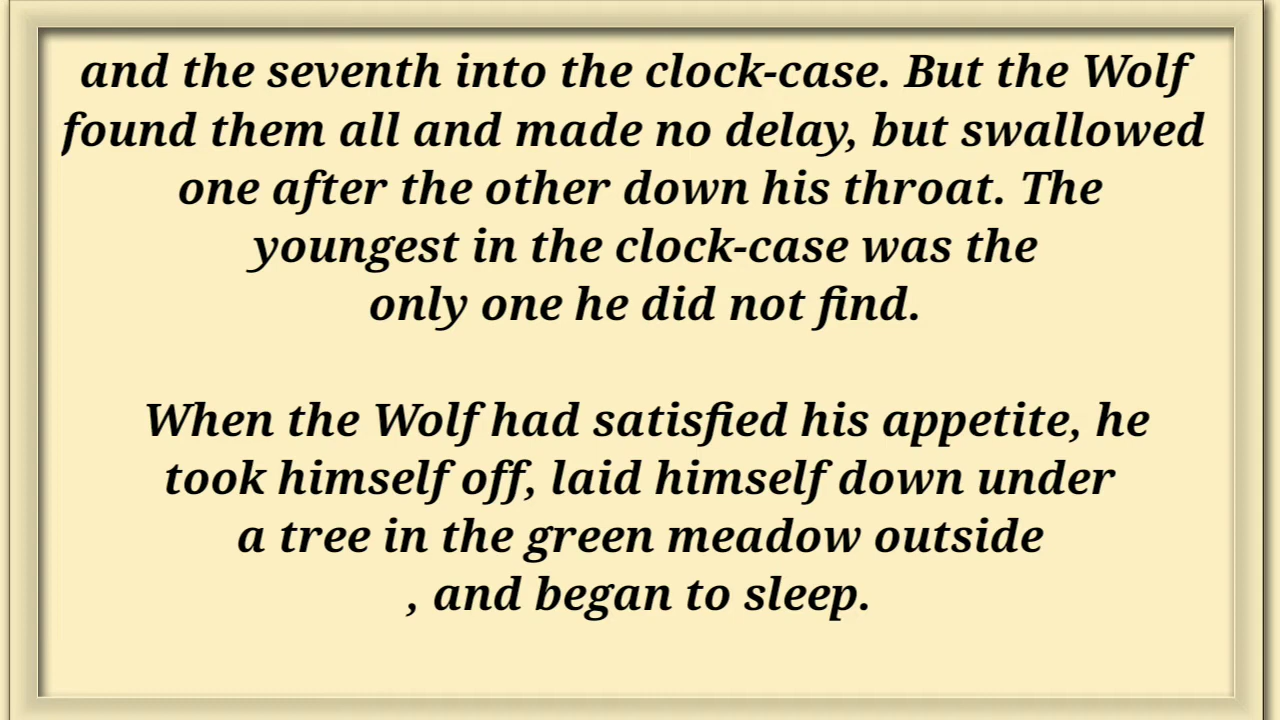 and the seventh into the clock-case. But the Wolf
found them all and made no delay, but swallowed
one after the other down his throat. The
youngest in the clock-case was the
only one he did not find.
When the Wolf had satisfied his appetite, he
took himself off, laid himself down under
a tree in the green meadow outside
, and began to sleep.